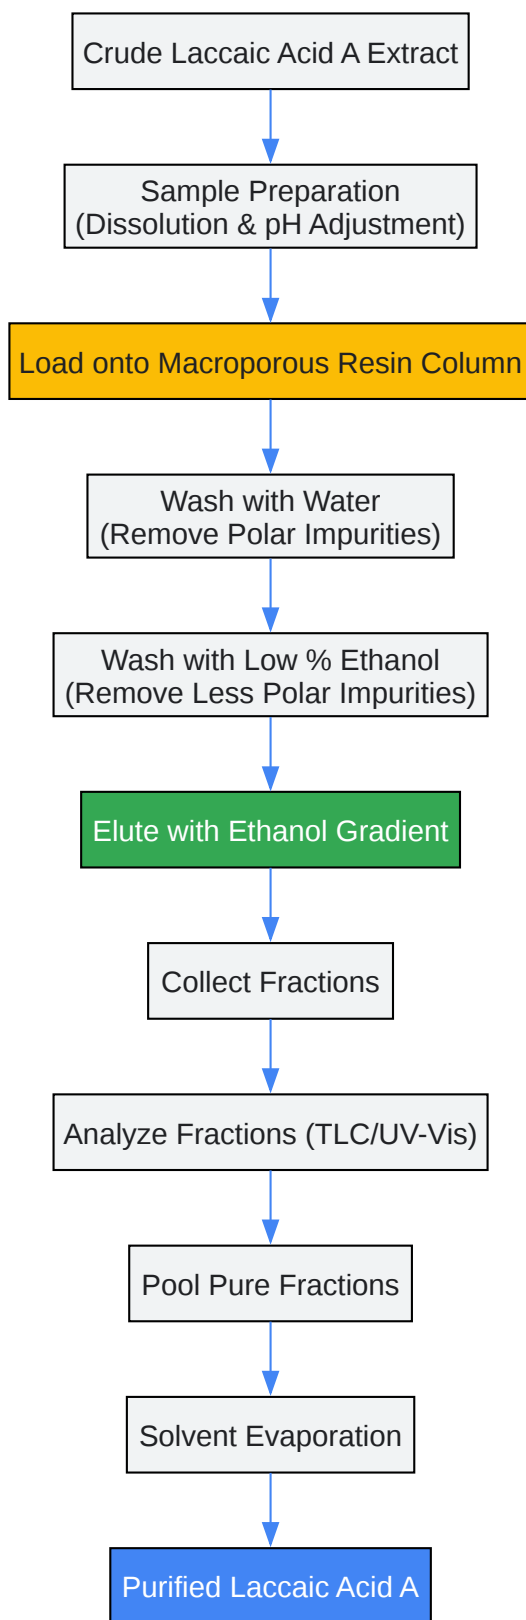 Crude Laccaic Acid A Extract
Sample Preparation
(Dissolution & pH Adjustment)
Load onto Macroporous Resin Column
Wash with Water
(Remove Polar Impurities)
Wash with Low % Ethanol
(Remove Less Polar Impurities)
Elute with Ethanol Gradient
Collect Fractions
Analyze Fractions (TLC/UV-Vis)
Pool Pure Fractions
Solvent Evaporation
Purified Laccaic Acid A